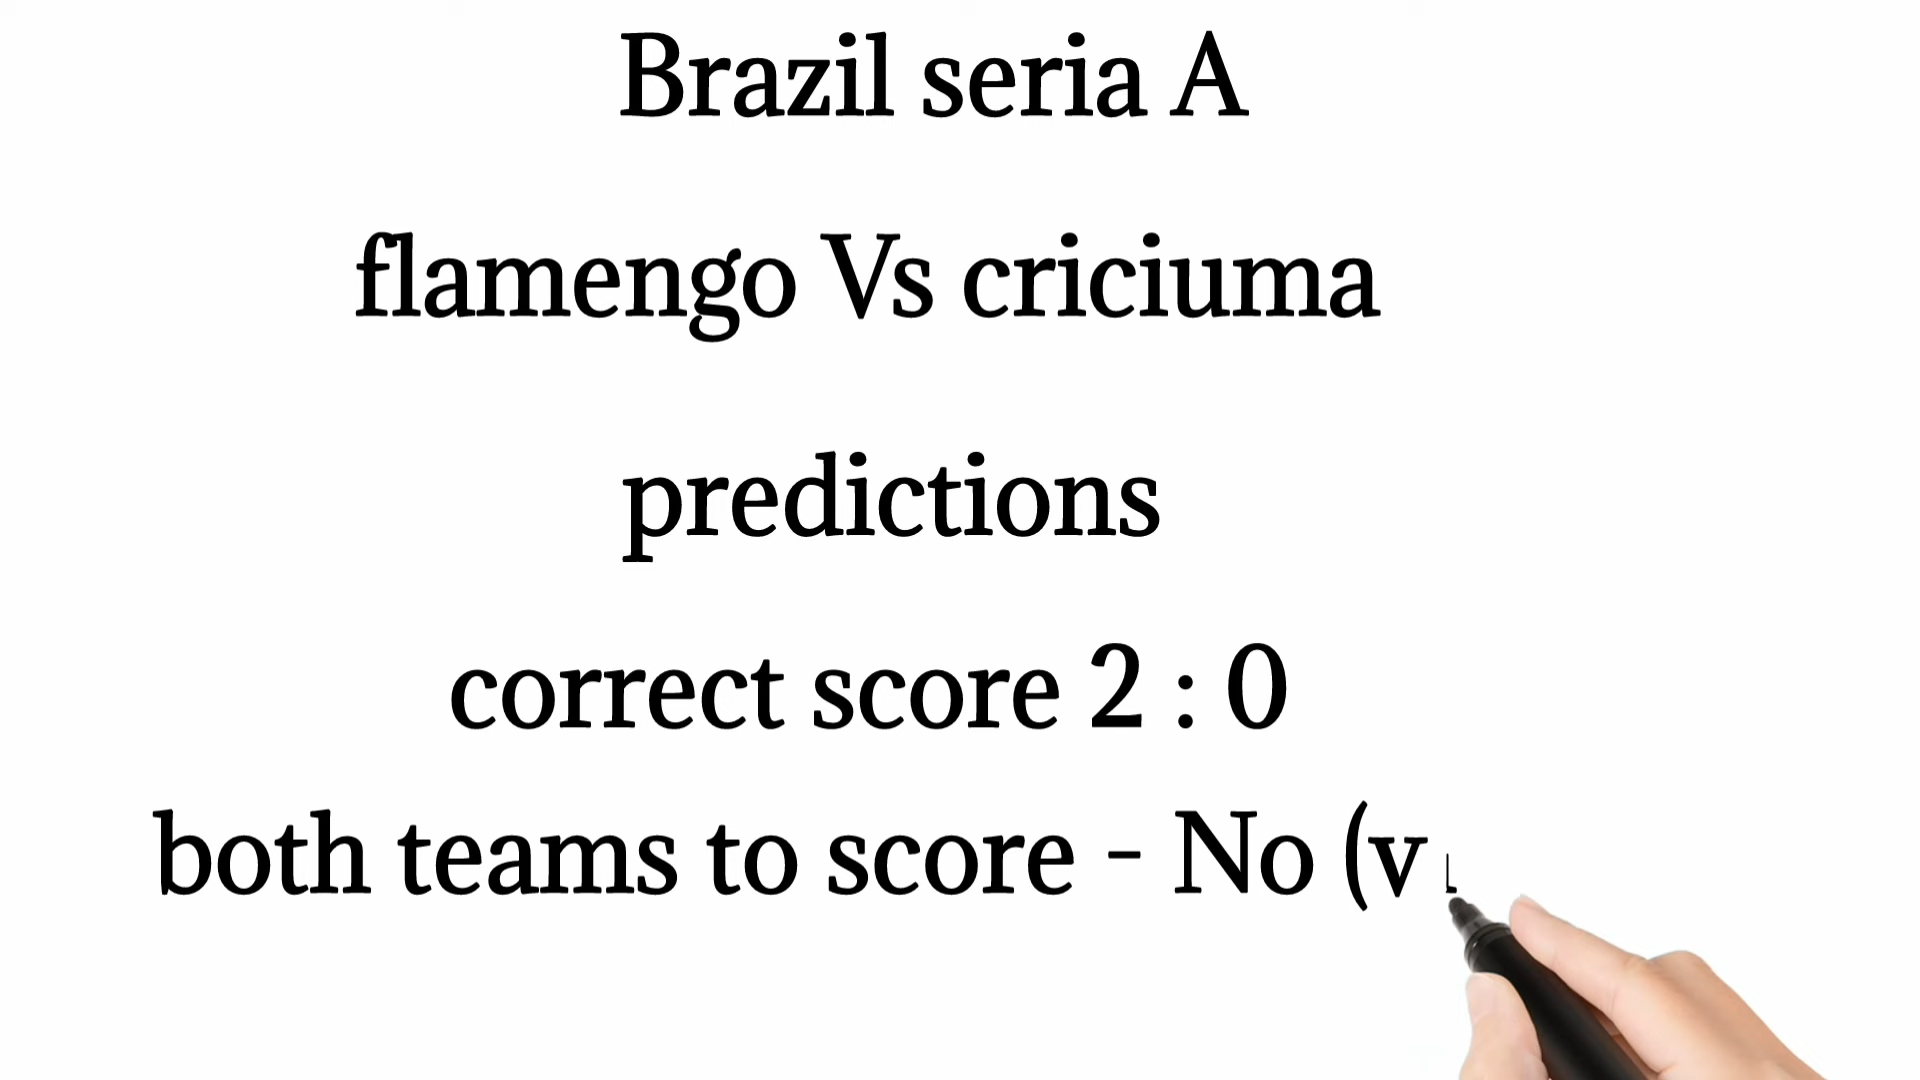 Brazil seria A
flamengo Vs criciuma
predictions
correct score 2 : 0
both teams to score - No (v